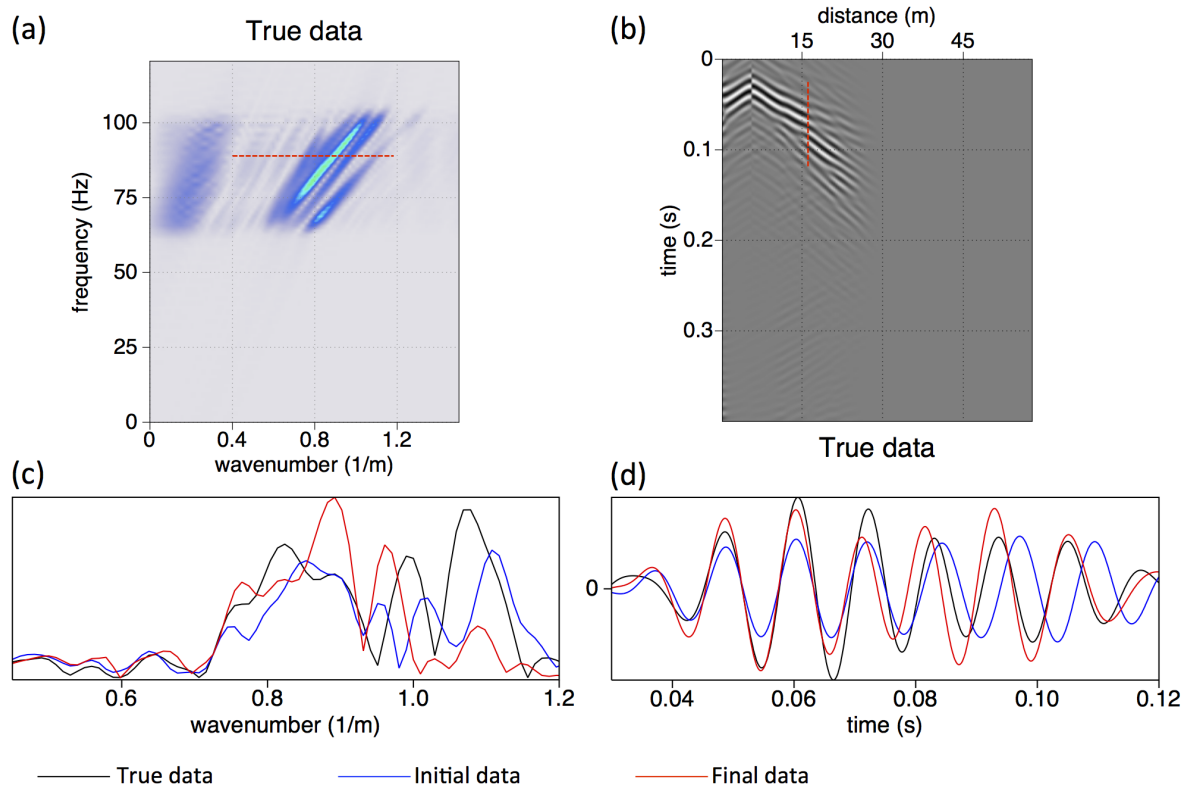 (a)
True data
100
75
50
25
0
frequency (Hz)
0 0.4 0.8 1.2
wavenumber (1/m)
(b)
distance (m)
15 30 45
0
0.1
0.2
0.3
time (s)
True data
(c)
0.6 0.8 1.0 1.2
wavenumber (1/m)
(d)
0
0.04 0.06 0.08 0.10 0.12
time (s)
True data Initial data Final data